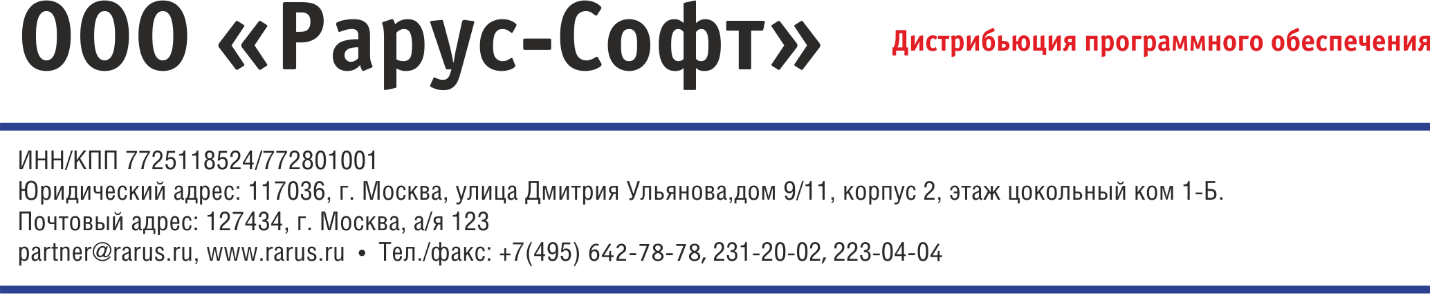 ООО «Рарус-Софт»
Дистрибьюция программного обеспечения
ИНН/КПП 7725118524/772801001
Юридический адрес: 117036, г. Москва, улица Дмитрия Ульянова,дом 9/11, корпус 2, этаж цокольный ком 1-Б.
Почтовый адрес: 127434, г. Москва, а/я 123
partner@rarus.ru, www.rarus.ru • Тел./факс: +7(495) 642-78-78, 231-20-02, 223-04-04